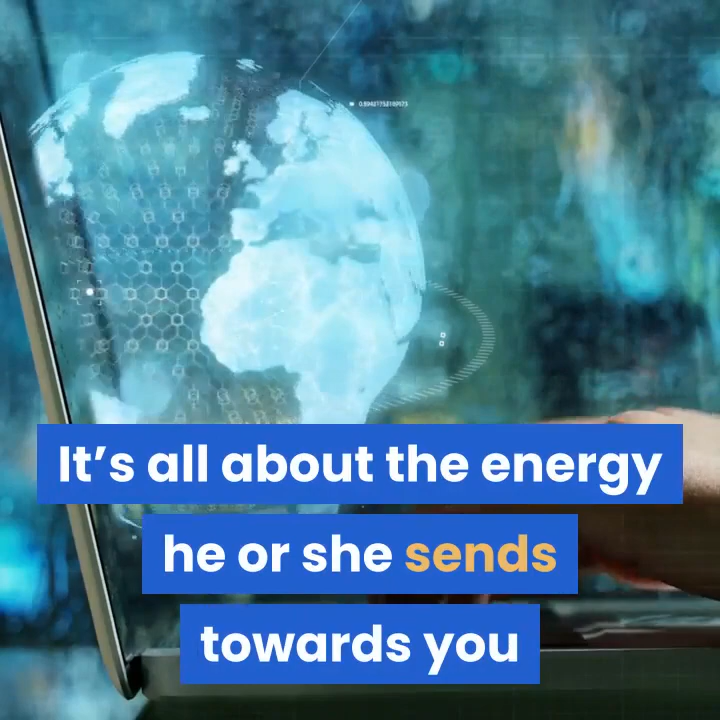 It’s all about the energy
he or she sends
towards you